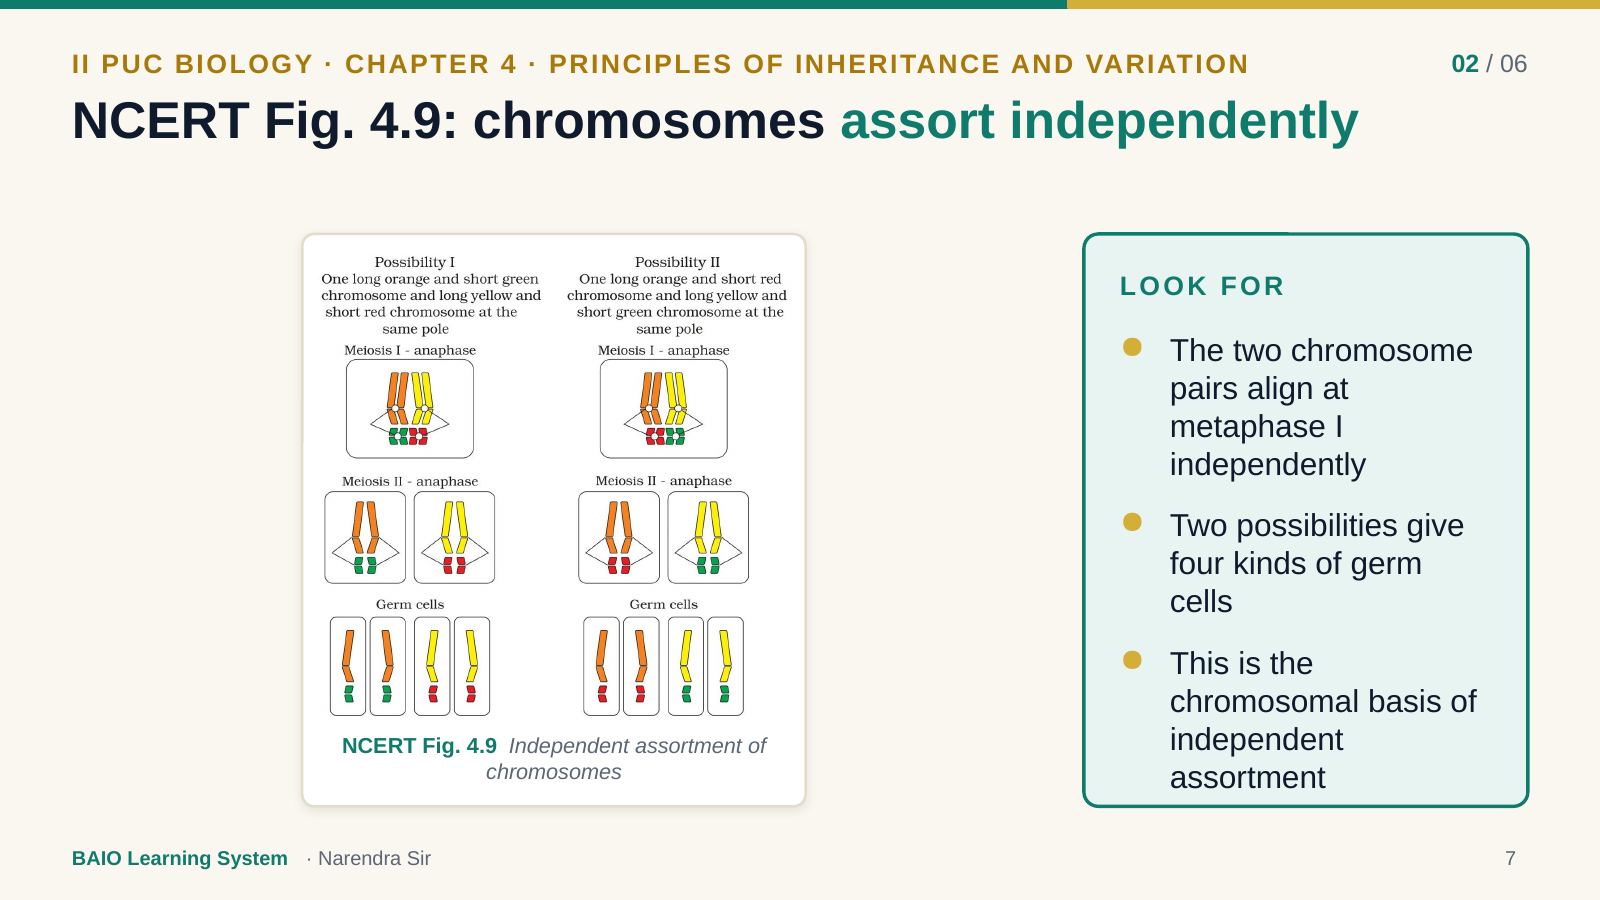 II PUC BIOLOGY · CHAPTER 4 · PRINCIPLES OF INHERITANCE AND VARIATION
02 / 06
NCERT Fig. 4.9: chromosomes assort independently
Possibility I
One long orange and short green
chromosome and long yellow and
short red chromosome at the
same pole
Meiosis I - anaphase
Meiosis II - anaphase
Germ cells
Possibility II
One long orange and short red
chromosome and long yellow and
short green chromosome at the
same pole
Meiosis I - anaphase
Meiosis II - anaphase
Germ cells
NCERT Fig. 4.9 Independent assortment of
chromosomes
LOOK FOR
The two chromosome
pairs align at
metaphase I
independently
Two possibilities give
four kinds of germ
cells
This is the
chromosomal basis of
independent
assortment
BAIO Learning System · Narendra Sir
7